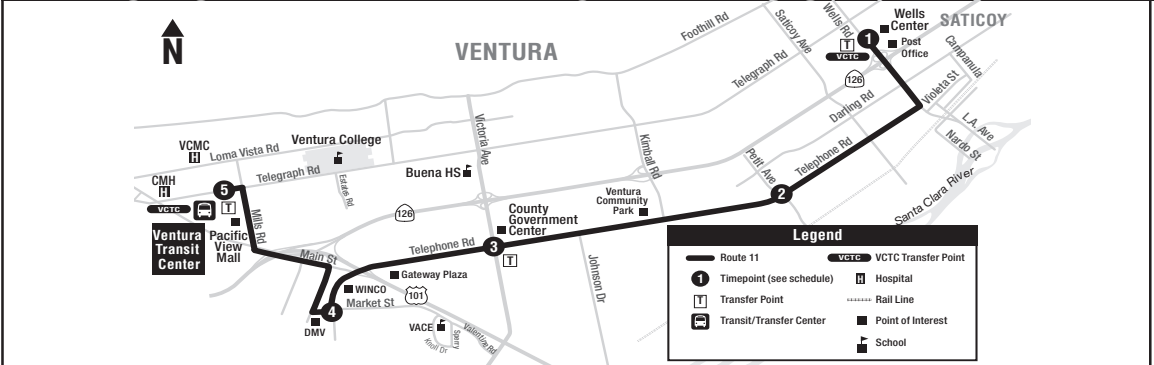 N
VENTURA
SATICOY
Foothill Rd
Saticoy Ave
Wells Rd
Wells
Center
1
T
VCTC
Post
Office
126
Campanula
Telegraph Rd
Darling Rd
Violeta St
L.A. Ave
Nardo St
Telephone Rd
Petit Ave
2
Santa Clara River
Kimball Rd
Victoria Ave
Ventura College
VCMC
H
Loma Vista Rd
Telegraph Rd
Estates Rd
Buena HS
CMH
H
5
VCTC
T
Ventura
Transit
Center
Pacific
View
Mall
Mills Rd
126
County
Government
Center
Ventura
Community
Park
Telephone Rd
3
T
Main St
Gateway Plaza
WINCO
Market St
101
4
DMV
VACE
Knoll Dr
Sperry
Valentine Rd
Johnson Dr
Legend
Route 11
VCTC
VCTC Transfer Point
1
Timepoint (see schedule)
H
Hospital
T
Transfer Point
Rail Line
Transit/Transfer Center
Point of Interest
School